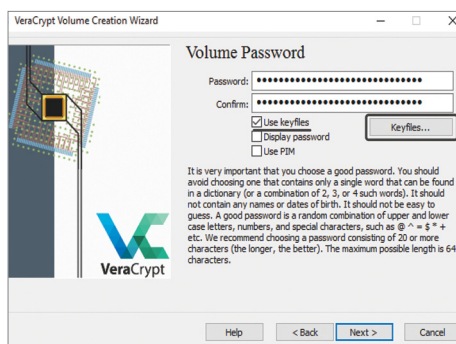 VeraCrypt Volume Creation Wizard
Volume Password
Password: ●●●●●●●●●●●●●●●●●●●●●●●●●●●●●●
Confirm: ●●●●●●●●●●●●●●●●●●●●●●●●●●●●●●
Use keyfiles
Keyfiles...
Display password
Use PIM
It is very important that you choose a good password. You should
avoid choosing one that contains only a single word that can be found
in a dictionary (or a combination of 2, 3, or 4 such words). It should
not contain any names or dates of birth. It should not be easy to
guess. A good password is a random combination of upper and lower
case letters, numbers, and special characters, such as @ ^ = $ * +
etc. We recommend choosing a password consisting of 20 or more
characters (the longer, the better). The maximum possible length is 64
characters.
VeraCrypt
Help
< Back
Next >
Cancel